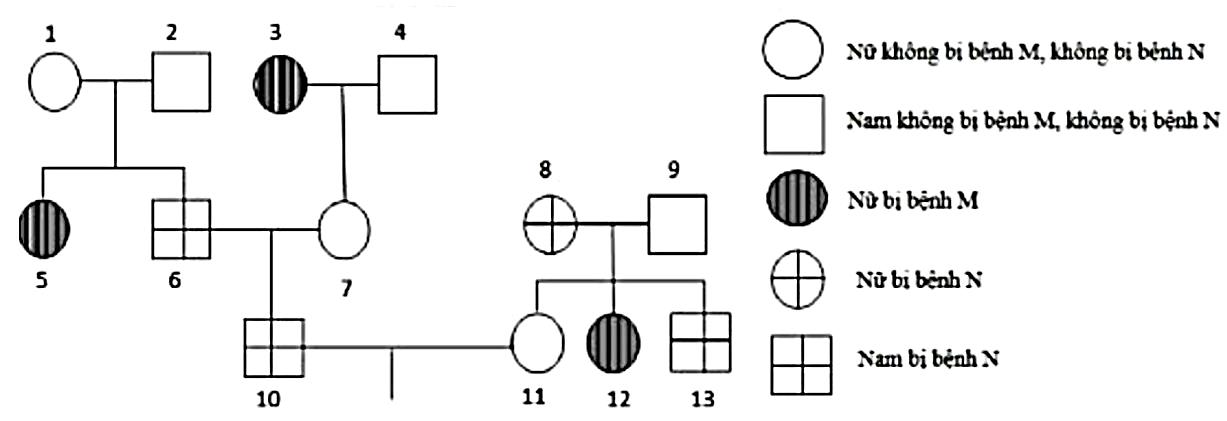 1 2 3 4
Nữ không bị bệnh M, không bị bệnh N
Nam không bị bệnh M, không bị bệnh N
8 9
Nữ bị bệnh M
5 6 7
Nữ bị bệnh N
Nam bị bệnh N
10 11 12 13